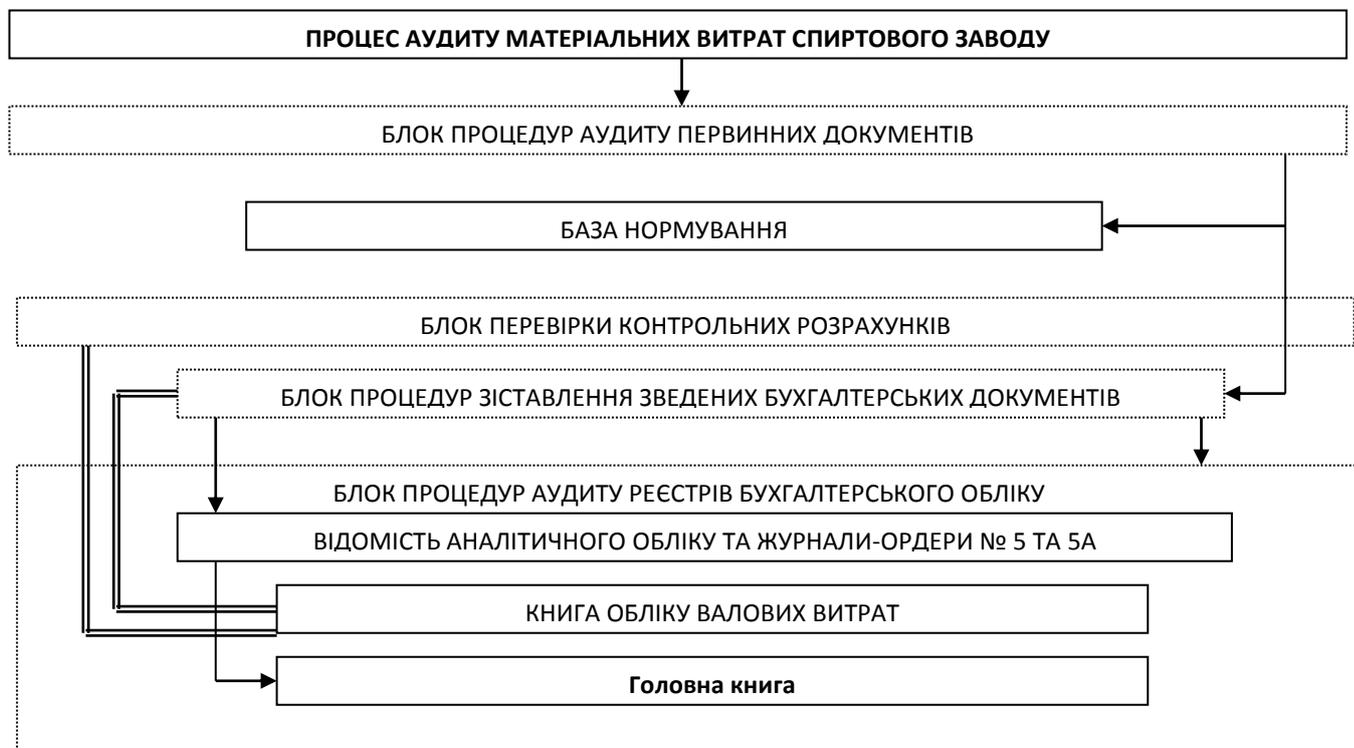 ПРОЦЕС АУДИТУ МАТЕРІАЛЬНИХ ВИТРАТ СПИРТОВОГО ЗАВОДУ
БЛОК ПРОЦЕДУР АУДИТУ ПЕРВИННИХ ДОКУМЕНТІВ
БАЗА НОРМУВАННЯ
БЛОК ПЕРЕВІРКИ КОНТРОЛЬНИХ РОЗРАХУНКІВ
БЛОК ПРОЦЕДУР ЗІСТАВЛЕННЯ ЗВЕДЕНИХ БУХГАЛТЕРСЬКИХ ДОКУМЕНТІВ
БЛОК ПРОЦЕДУР АУДИТУ РЕЄСТРІВ БУХГАЛТЕРСЬКОГО ОБЛІКУ
ВІДОМІСТЬ АНАЛІТИЧНОГО ОБЛІКУ ТА ЖУРНАЛИ-ОРДЕРИ № 5 ТА 5А
КНИГА ОБЛІКУ ВАЛОВИХ ВИТРАТ
Головна книга